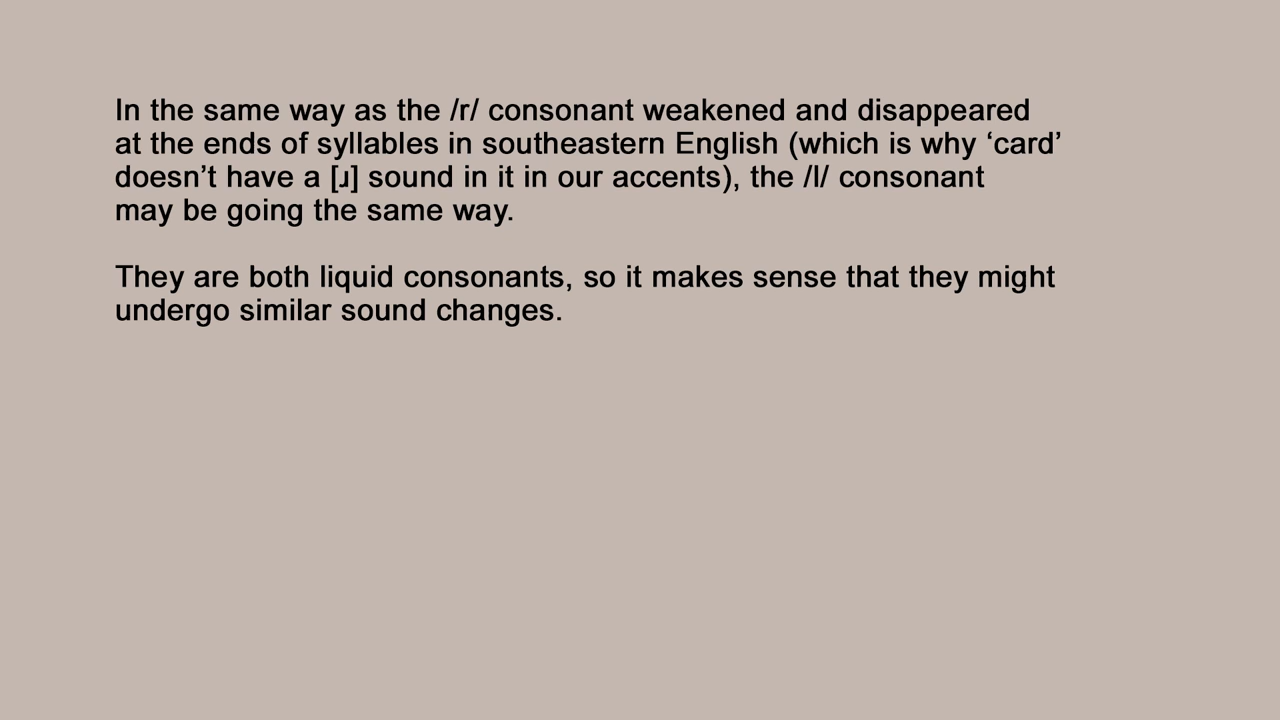 In the same way as the /r/ consonant weakened and disappeared
at the ends of syllables in southeastern English (which is why ‘card’
doesn’t have a [ɹ] sound in it in our accents), the /l/ consonant
may be going the same way.
They are both liquid consonants, so it makes sense that they might
undergo similar sound changes.